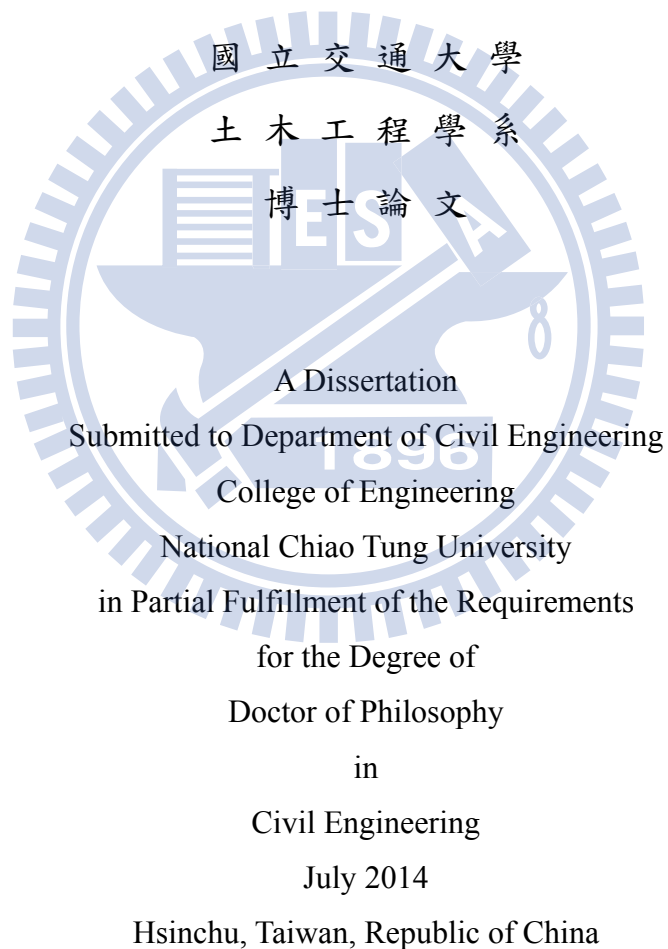 國 立 交 通 大 學
土 木 工 程 學 系
博 士 論 文
E S A
A Dissertation
Submitted to Department of Civil Engineering
1896
College of Engineering
National Chiao Tung University
in Partial Fulfillment of the Requirements
for the Degree of
Doctor of Philosophy
in
Civil Engineering
July 2014
Hsinchu, Taiwan, Republic of China